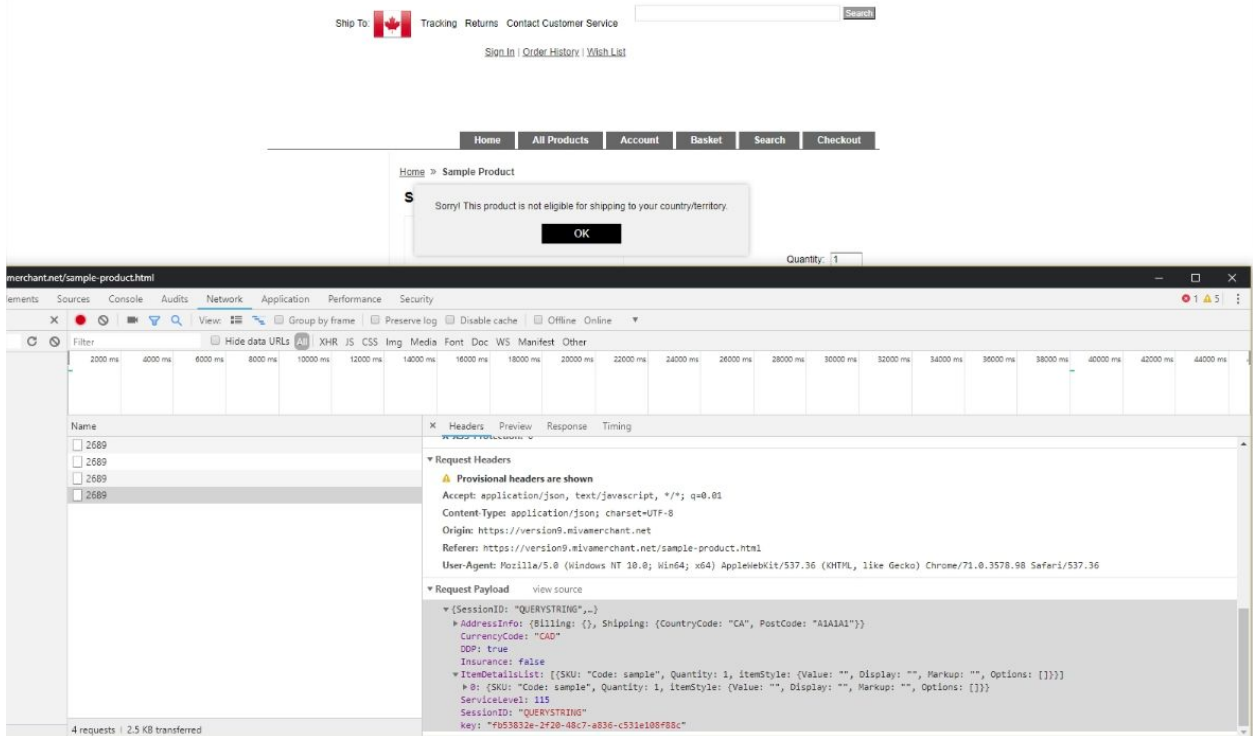 Ship To: Tracking Returns Contact Customer Service Search
Sign In | Order History | Wish List
Home All Products Account Basket Search Checkout
Home » Sample Product
S
Sorry! This product is not eligible for shipping to your country/territory.
OK
Quantity: 1
merchant.net/sample-product.html
ements Sources Console Audits Network Application Performance Security 1 5
View: Group by frame Preserve log Disable cache Offline Online
Filter Hide data URLs All XHR JS CSS Img Media Font Doc WS Manifest Other
2000 ms 4000 ms 6000 ms 8000 ms 10000 ms 12000 ms 14000 ms 16000 ms 18000 ms 20000 ms 22000 ms 24000 ms 26000 ms 28000 ms 30000 ms 32000 ms 34000 ms 36000 ms 38000 ms 40000 ms 42000 ms 44000 ms
Name × Headers Preview Response Timing
2689
2689
2689
2689
Request Headers
Provisional headers are shown
Accept: application/json, text/javascript, */*; q=0.01
Content-Type: application/json; charset=UTF-8
Origin: https://version9.mivamerchant.net
Referer: https://version9.mivamerchant.net/sample-product.html
User-Agent: Mozilla/5.0 (Windows NT 10.0; Win64; x64) AppleWebKit/537.36 (KHTML, like Gecko) Chrome/71.0.3578.98 Safari/537.36
Request Payload view source
{SessionID: "QUERYSTRING",…}
AddressInfo: {Billing: {}, Shipping: {CountryCode: "CA", PostCode: "A1A1A1"}}
CurrencyCode: "CAD"
DDP: true
Insurance: false
ItemDetailsList: [{SKU: "Code: sample", Quantity: 1, itemStyle: {Value: "", Display: "", Markup: "", Options: []}}]
0: {SKU: "Code: sample", Quantity: 1, itemStyle: {Value: "", Display: "", Markup: "", Options: []}}
ServiceLevel: 115
SessionID: "QUERYSTRING"
key: "fb53832e-2f20-48c7-a836-c531e108f88c"
4 requests | 2.5 KB transferred